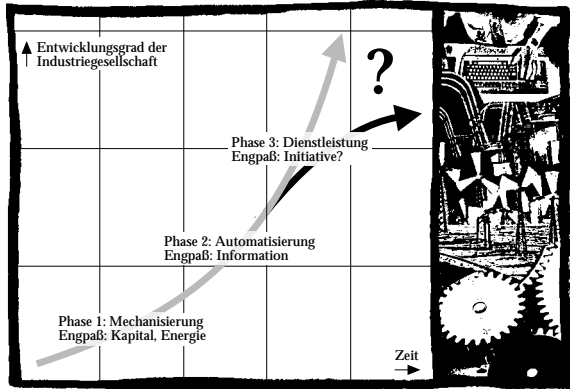 Entwicklungsgrad der
Industriegesellschaft
?
Phase 3: Dienstleistung
Engpaß: Initiative?
Phase 2: Automatisierung
Engpaß: Information
Phase 1: Mechanisierung
Engpaß: Kapital, Energie
Zeit